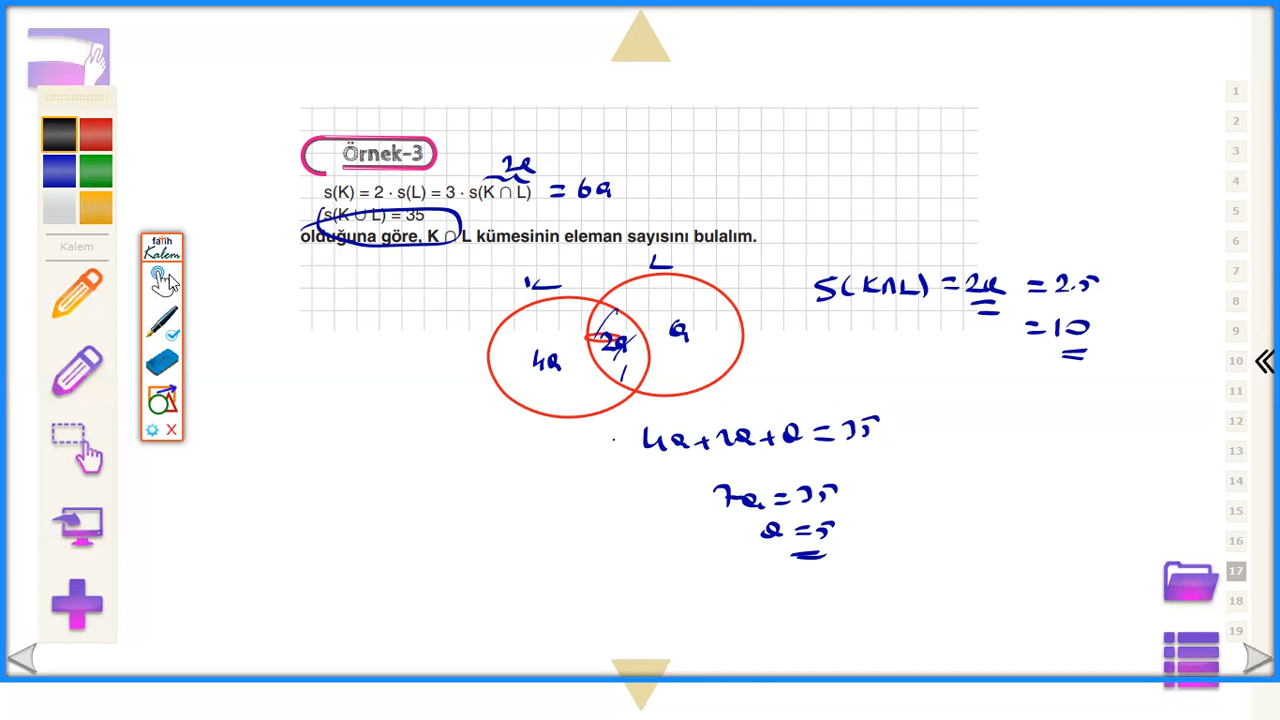 Örnek-3
2a
s(K) = 2 · s(L) = 3 · s(K ∩ L) = 6a
s(K ∪ L) = 35
olduğuna göre, K ∩ L kümesinin eleman sayısını bulalım.
K
L
4a
2a
a
S(K∩L) = 2a = 2.5
= 10
4a+2a+a=35
7a=35
a=5
Kalem
fatih
Kalem
1
2
3
4
5
6
7
8
9
10
11
12
13
14
15
16
17
18
19